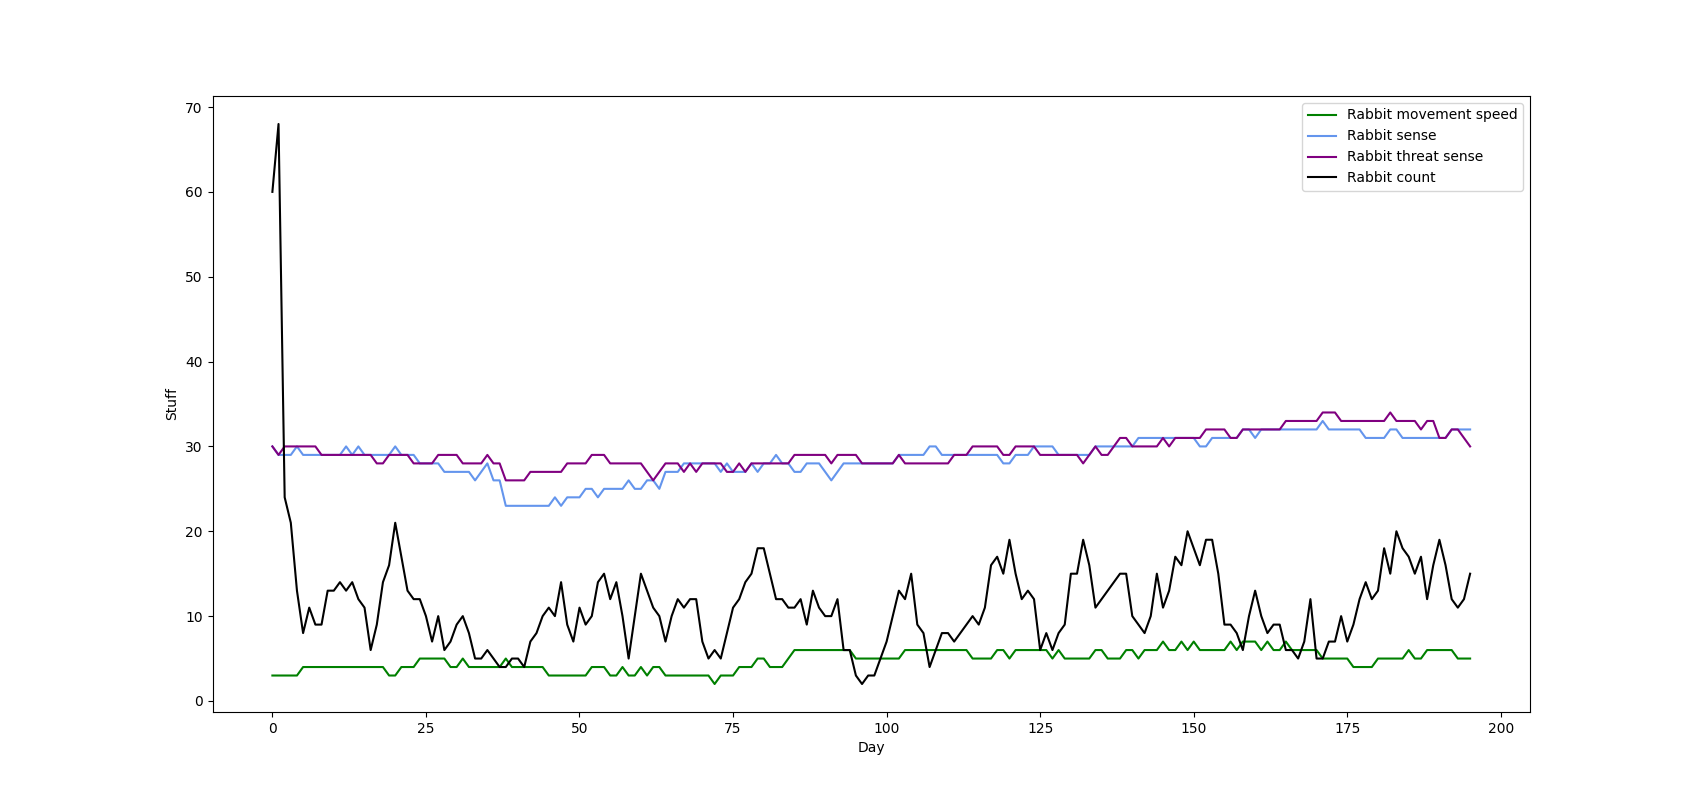 70
60
50
40
30
20
10
0
Stuff
Rabbit movement speed
Rabbit sense
Rabbit threat sense
Rabbit count
0 25 50 75 100 125 150 175 200
Day